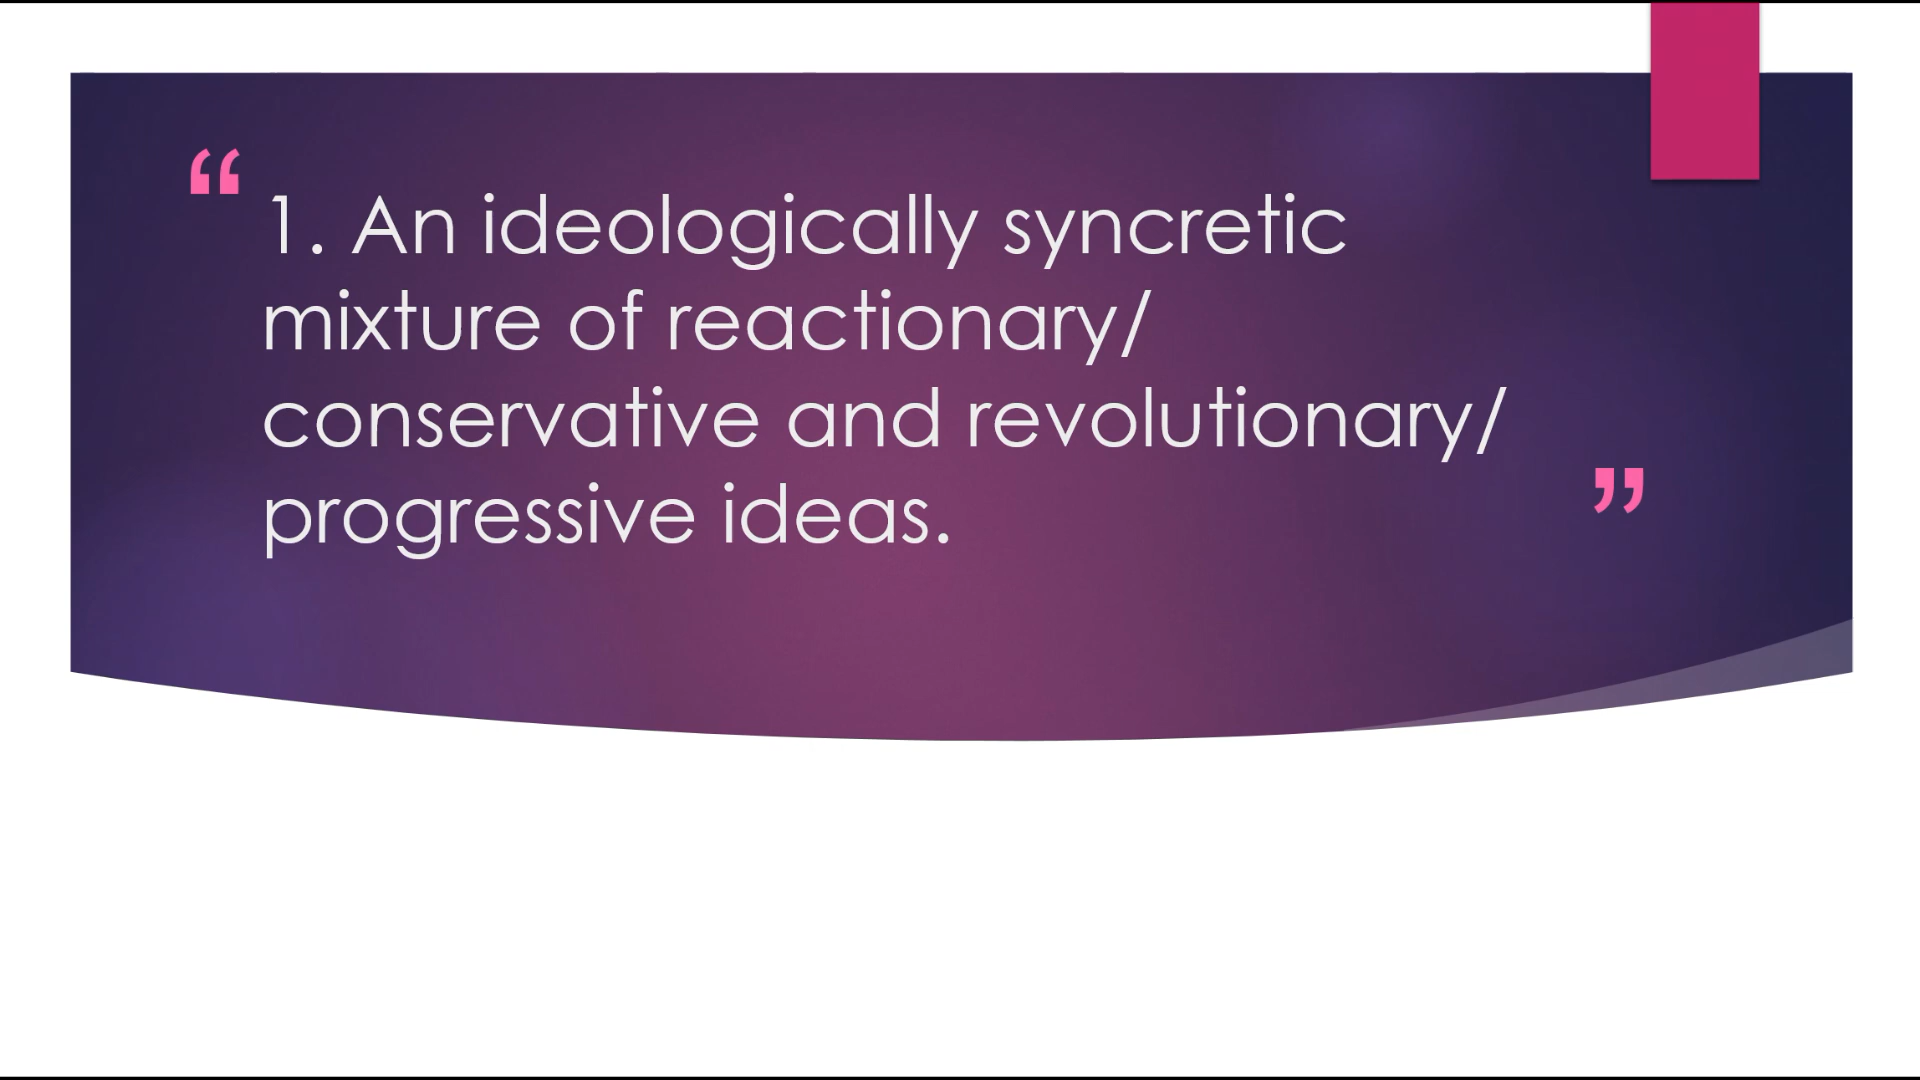 “1. An ideologically syncretic
mixture of reactionary/
conservative and revolutionary/
progressive ideas.”